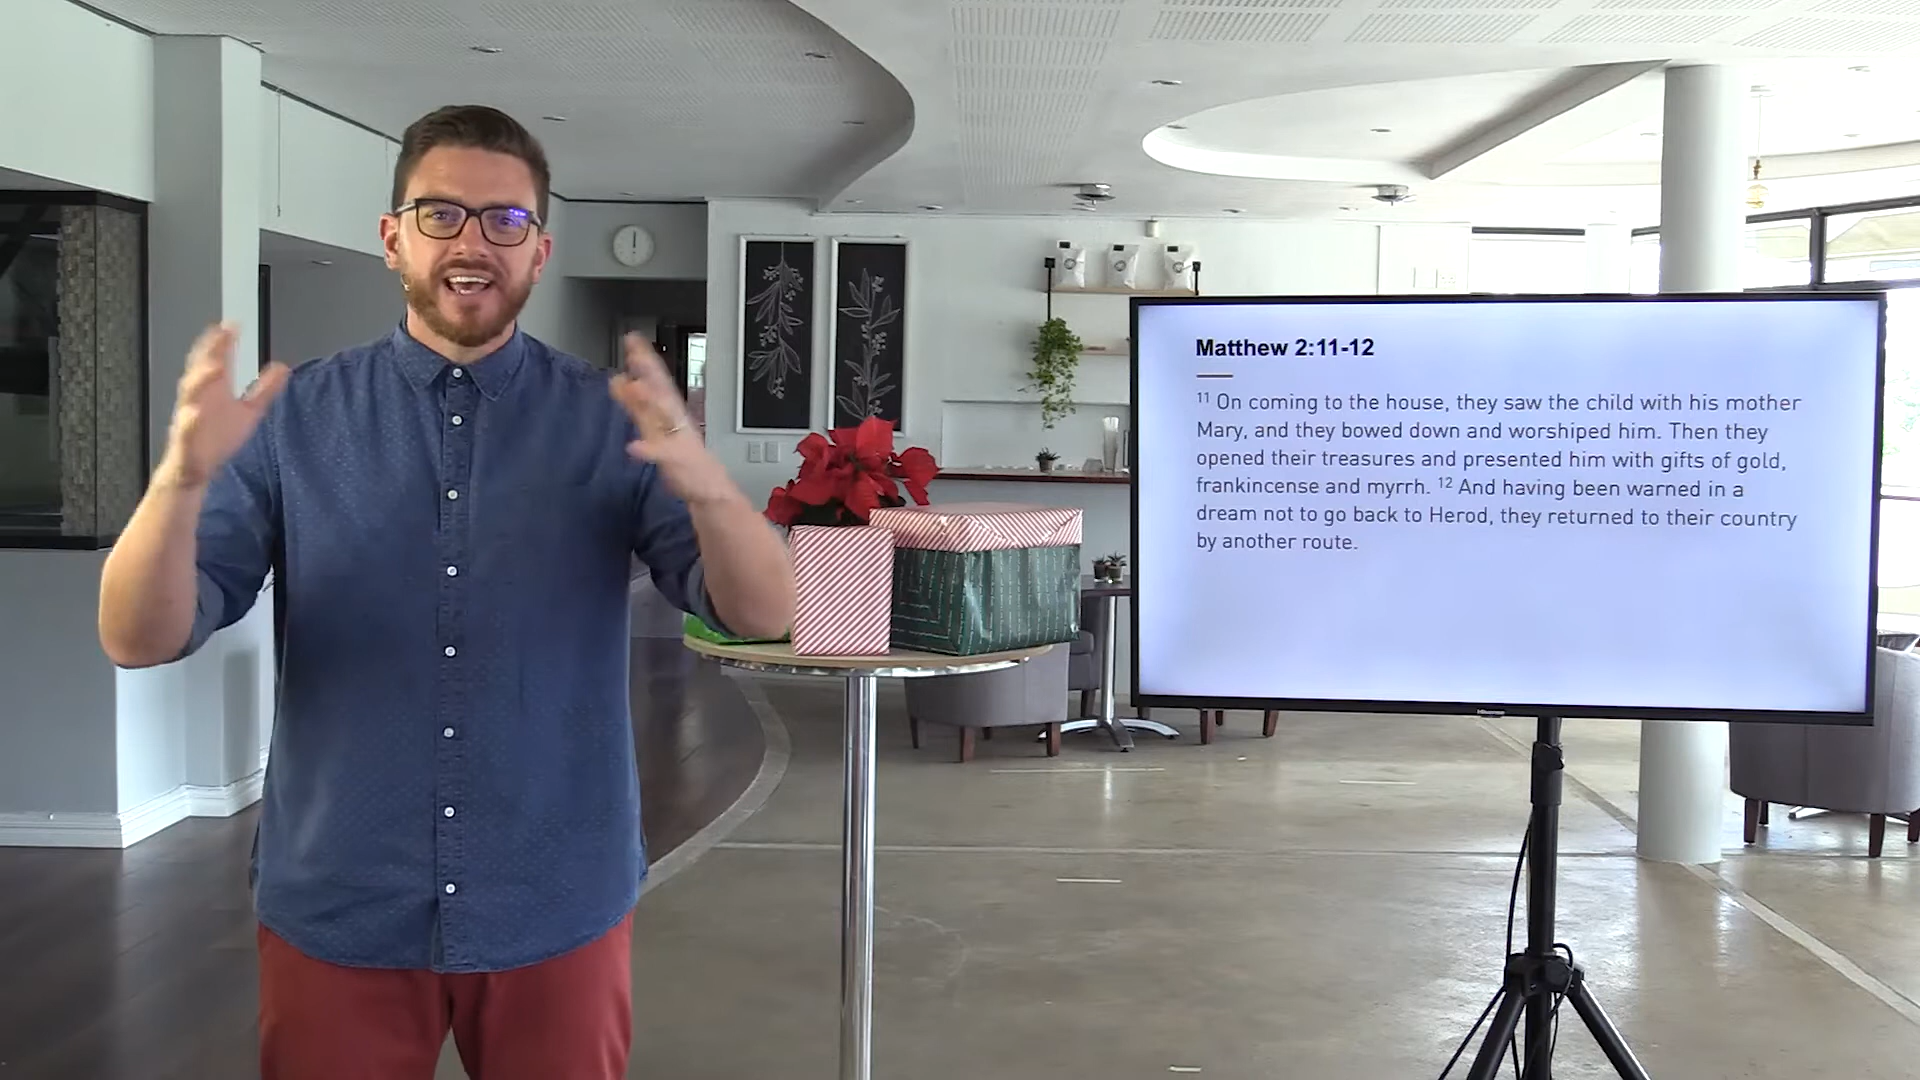 Matthew 2:11-12
11 On coming to the house, they saw the child with his mother
Mary, and they bowed down and worshiped him. Then they
opened their treasures and presented him with gifts of gold,
frankincense and myrrh. 12 And having been warned in a
dream not to go back to Herod, they returned to their country
by another route.
Hisense